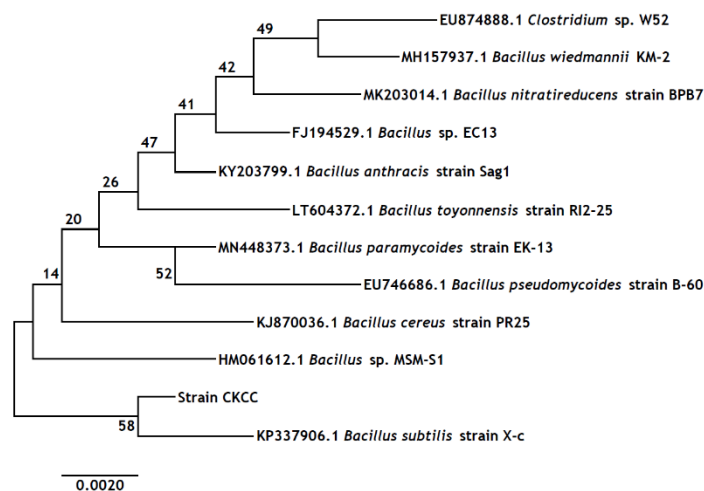 EU874888.1 Clostridium sp. W52
49
MH157937.1 Bacillus wiedmannii KM-2
42
MK203014.1 Bacillus nitratireducens strain BPB7
41
FJ194529.1 Bacillus sp. EC13
47
KY203799.1 Bacillus anthracis strain Sag1
26
LT604372.1 Bacillus toyonnensis strain RI2-25
20
MN448373.1 Bacillus paramycoides strain EK-13
14
52
EU746686.1 Bacillus pseudomycoides strain B-60
KJ870036.1 Bacillus cereus strain PR25
HM061612.1 Bacillus sp. MSM-S1
Strain CKCC
58
KP337906.1 Bacillus subtilis strain X-c
0.0020